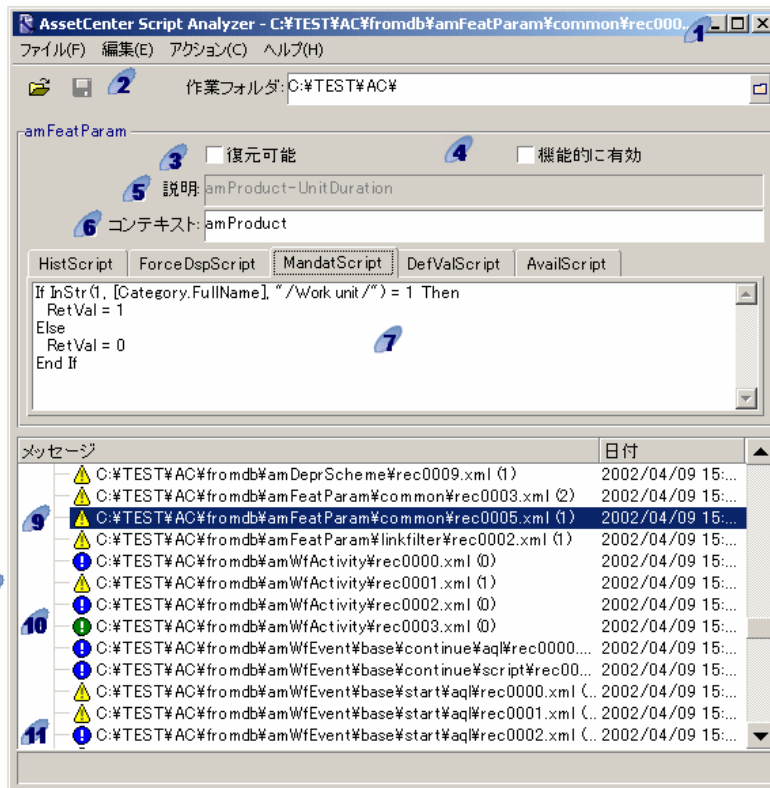 AssetCenter Script Analyzer - C:¥TEST¥AC¥fromdb¥amFeatParam¥common¥rec000...
1
ファイル(F) 編集(E) アクション(C) ヘルプ(H)
2
作業フォルダ: C:¥TEST¥AC¥
amFeatParam
3 復元可能 4 機能的に有効
5 説明: amProduct-UnitDuration
6 コンテキスト: amProduct
HistScript ForceDspScript MandatScript DefValScript AvailScript
If InStr(1, [Category.FullName], "/Work unit/") = 1 Then
RetVal = 1
Else
RetVal = 0
End If
7
メッセージ 日付
C:¥TEST¥AC¥fromdb¥amDeprScheme¥rec0009.xml (1) 2002/04/09 15:...
C:¥TEST¥AC¥fromdb¥amFeatParam¥common¥rec0003.xml (2) 2002/04/09 15:...
9 C:¥TEST¥AC¥fromdb¥amFeatParam¥common¥rec0005.xml (1) 2002/04/09 15:...
C:¥TEST¥AC¥fromdb¥amFeatParam¥linkfilter¥rec0002.xml (1) 2002/04/09 15:...
C:¥TEST¥AC¥fromdb¥amWfActivity¥rec0000.xml (0) 2002/04/09 15:...
C:¥TEST¥AC¥fromdb¥amWfActivity¥rec0001.xml (1) 2002/04/09 15:...
C:¥TEST¥AC¥fromdb¥amWfActivity¥rec0002.xml (0) 2002/04/09 15:...
10 C:¥TEST¥AC¥fromdb¥amWfActivity¥rec0003.xml (0) 2002/04/09 15:...
C:¥TEST¥AC¥fromdb¥amWfEvent¥base¥continue¥aql¥rec0000.... 2002/04/09 15:...
C:¥TEST¥AC¥fromdb¥amWfEvent¥base¥continue¥script¥rec00... 2002/04/09 15:...
C:¥TEST¥AC¥fromdb¥amWfEvent¥base¥start¥aql¥rec0000.xml (... 2002/04/09 15:...
C:¥TEST¥AC¥fromdb¥amWfEvent¥base¥start¥aql¥rec0001.xml (... 2002/04/09 15:...
11 C:¥TEST¥AC¥fromdb¥amWfEvent¥base¥start¥aql¥rec0002.xml (... 2002/04/09 15:...